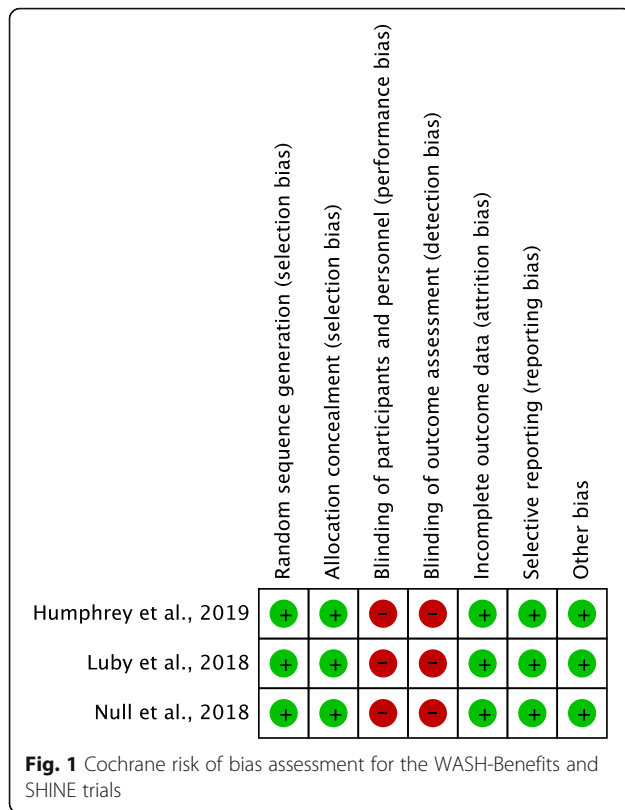 Random sequence generation (selection bias)
Allocation concealment (selection bias)
Blinding of participants and personnel (performance bias)
Blinding of outcome assessment (detection bias)
Incomplete outcome data (attrition bias)
Selective reporting (reporting bias)
Other bias
Humphrey et al., 2019 + + – – + + +
Luby et al., 2018 + + – – + + +
Null et al., 2018 + + – – + + +
Fig. 1 Cochrane risk of bias assessment for the WASH-Benefits and
SHINE trials